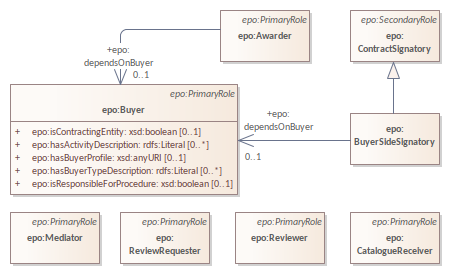 epo:PrimaryRole
epo:Awarder
epo:SecondaryRole
epo:
ContractSignatory
+epo:
dependsOnBuyer
0..1
epo:PrimaryRole
epo:Buyer
+ epo:isContractingEntity: xsd:boolean [0..1]
+ epo:hasActivityDescription: rdfs:Literal [0..*]
+ epo:hasBuyerProfile: xsd:anyURI [0..1]
+ epo:hasBuyerTypeDescription: rdfs:Literal [0..*]
+ epo:isResponsibleForProcedure: xsd:boolean [0..1]
+epo:
dependsOnBuyer
0..1
epo:
BuyerSideSignatory
epo:PrimaryRole
epo:Mediator
epo:PrimaryRole
epo:
ReviewRequester
epo:PrimaryRole
epo:Reviewer
epo:PrimaryRole
epo:
CatalogueReceiver